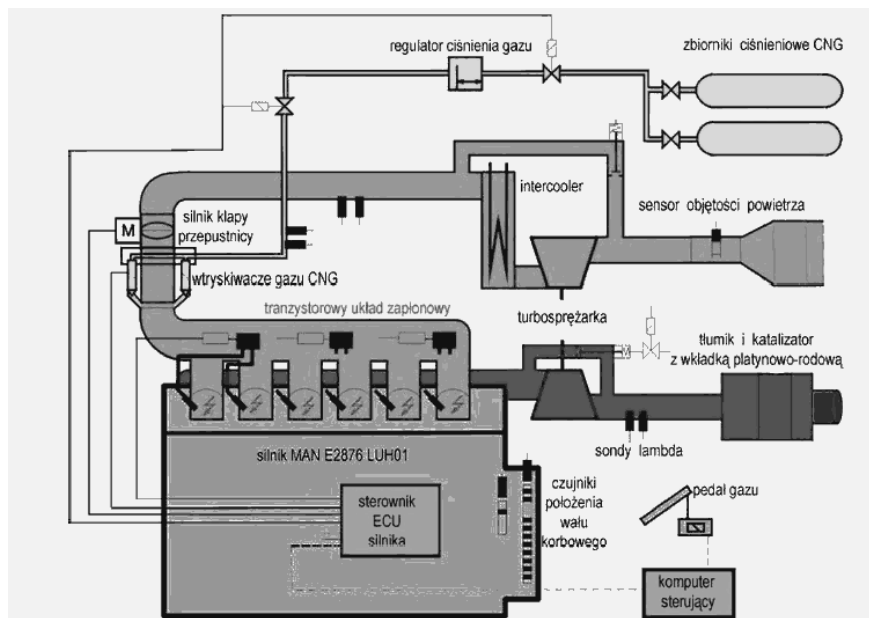 regulator ciśnienia gazu
zbiorniki ciśnieniowe CNG
intercooler
sensor objętości powietrza
M
silnik klapy
przepustnicy
wtryskiwacze gazu CNG
tranzystorowy układ zapłonowy
turbosprężarka
tłumik i katalizator
z wkładką platynowo-rodową
sondy lambda
silnik MAN E2876 LUH01
czujniki
położenia
wału
korbowego
pedał gazu
sterownik
ECU
silnika
komputer
sterujący